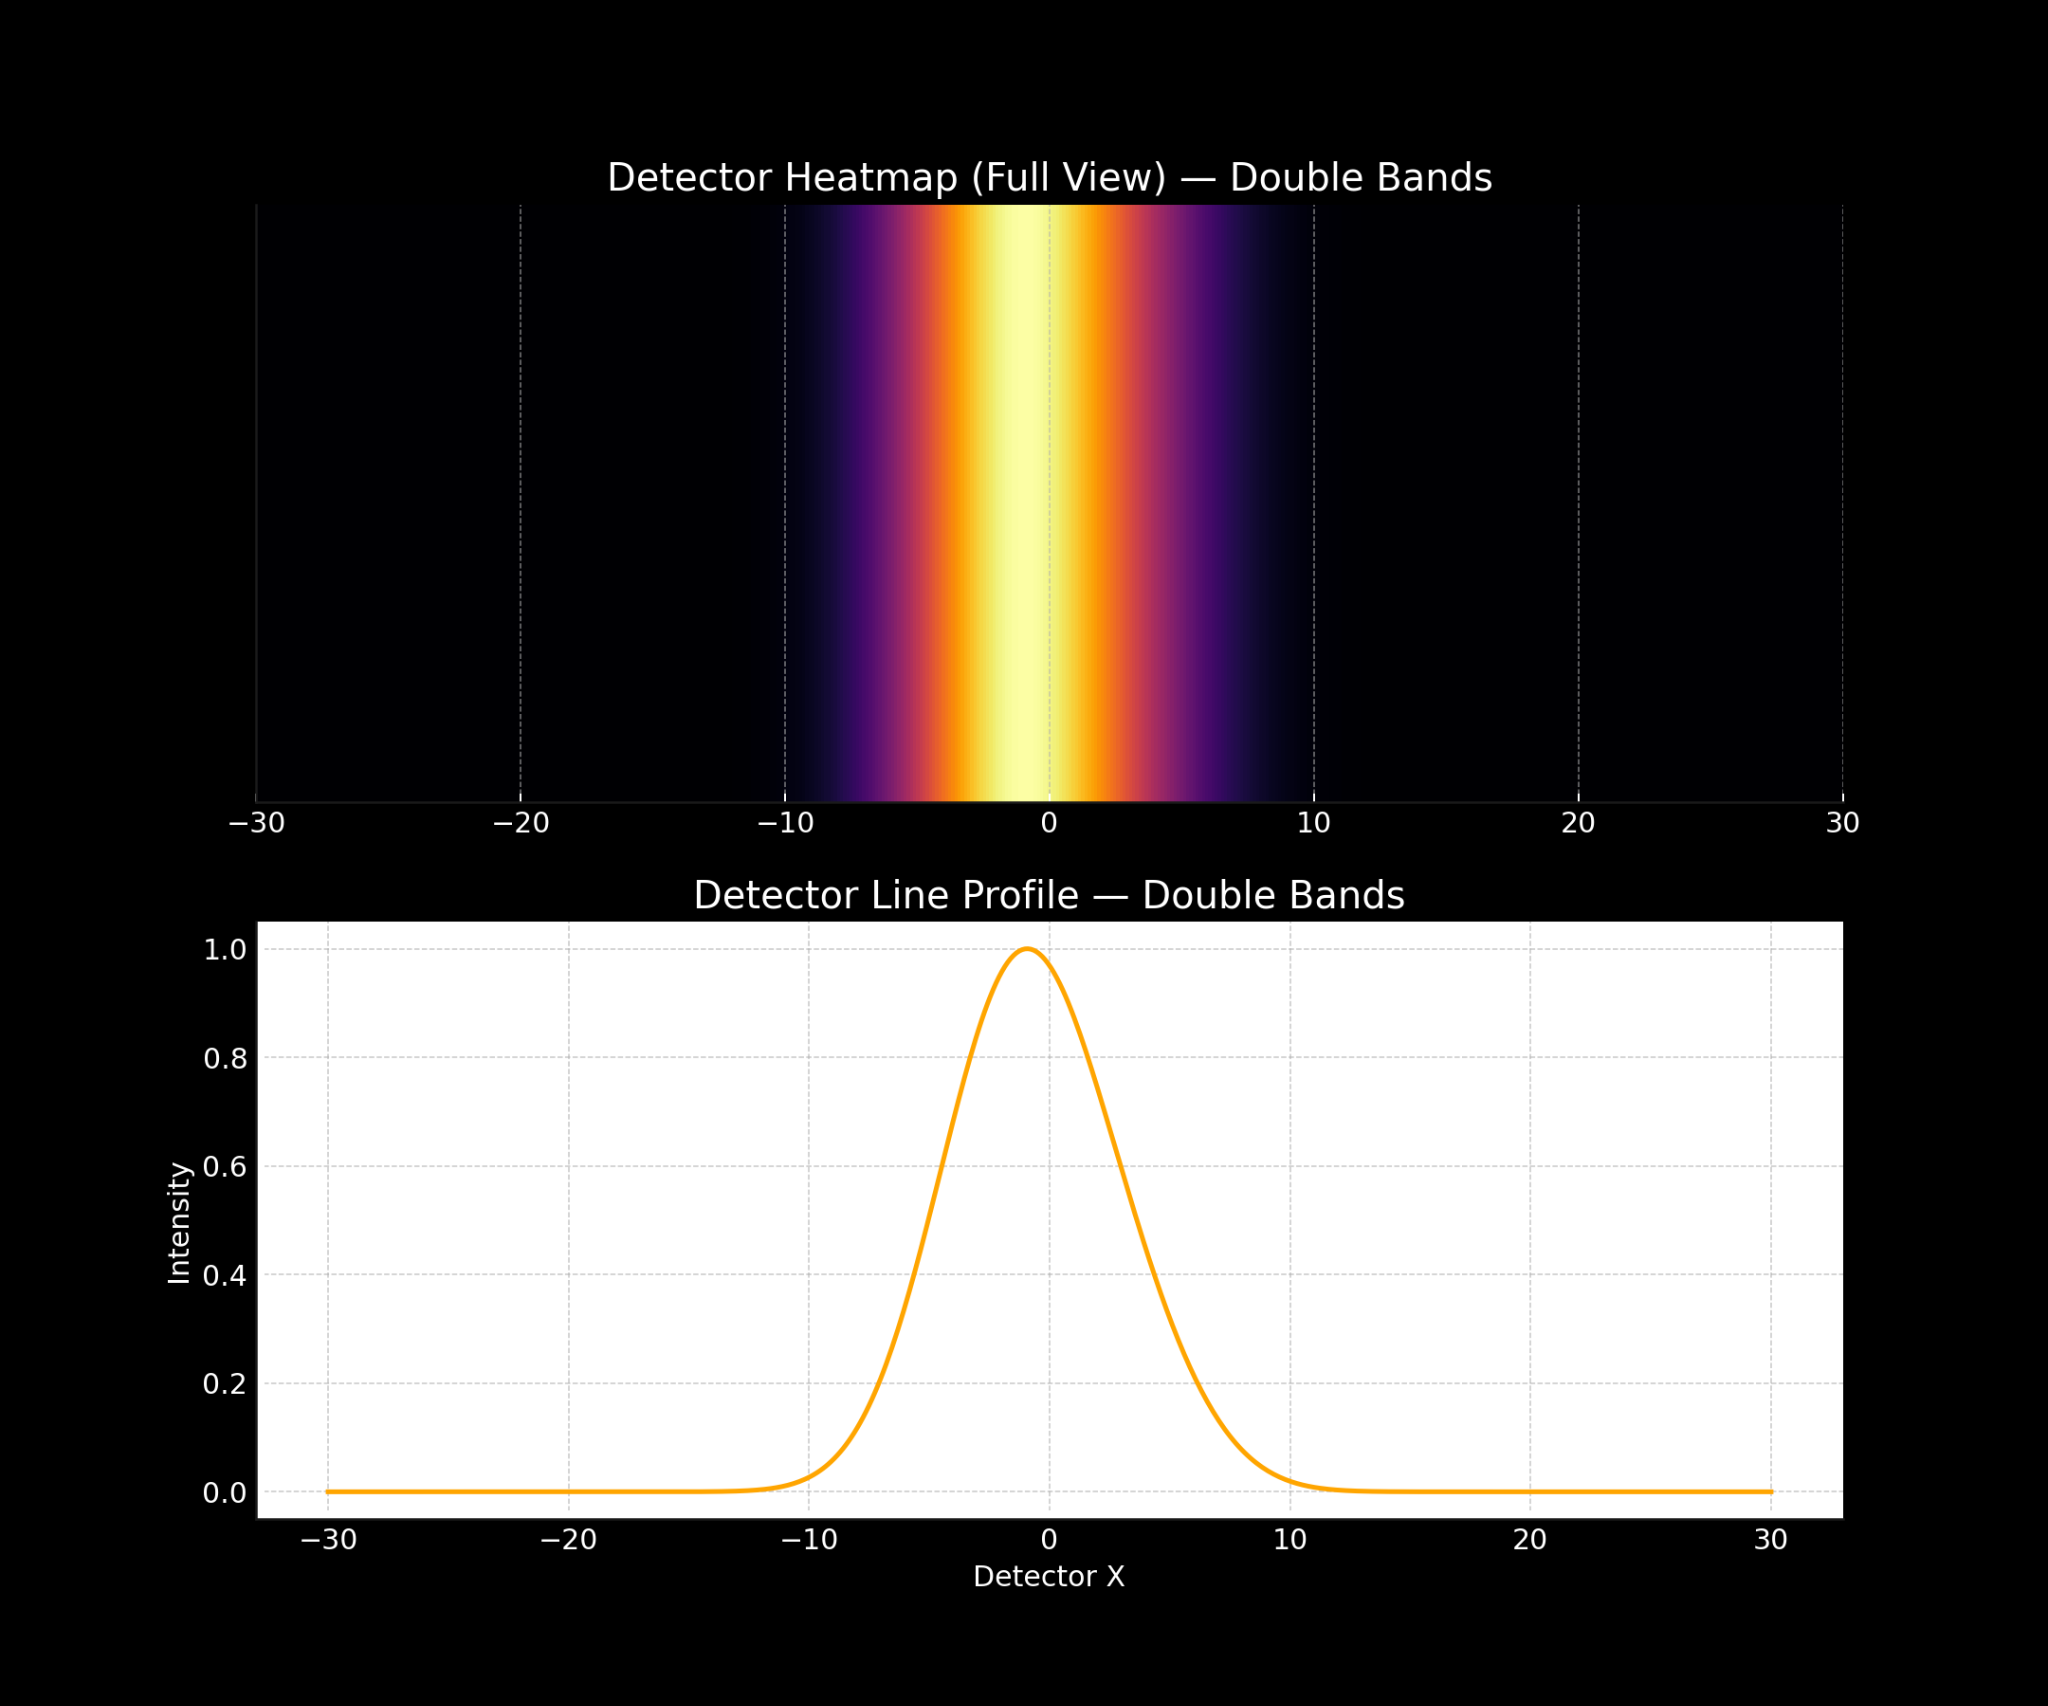 Detector Heatmap (Full View) — Double Bands
−30 −20 −10 0 10 20 30
Detector Line Profile — Double Bands
1.0
0.8
0.6
0.4
0.2
0.0
Intensity
−30 −20 −10 0 10 20 30
Detector X